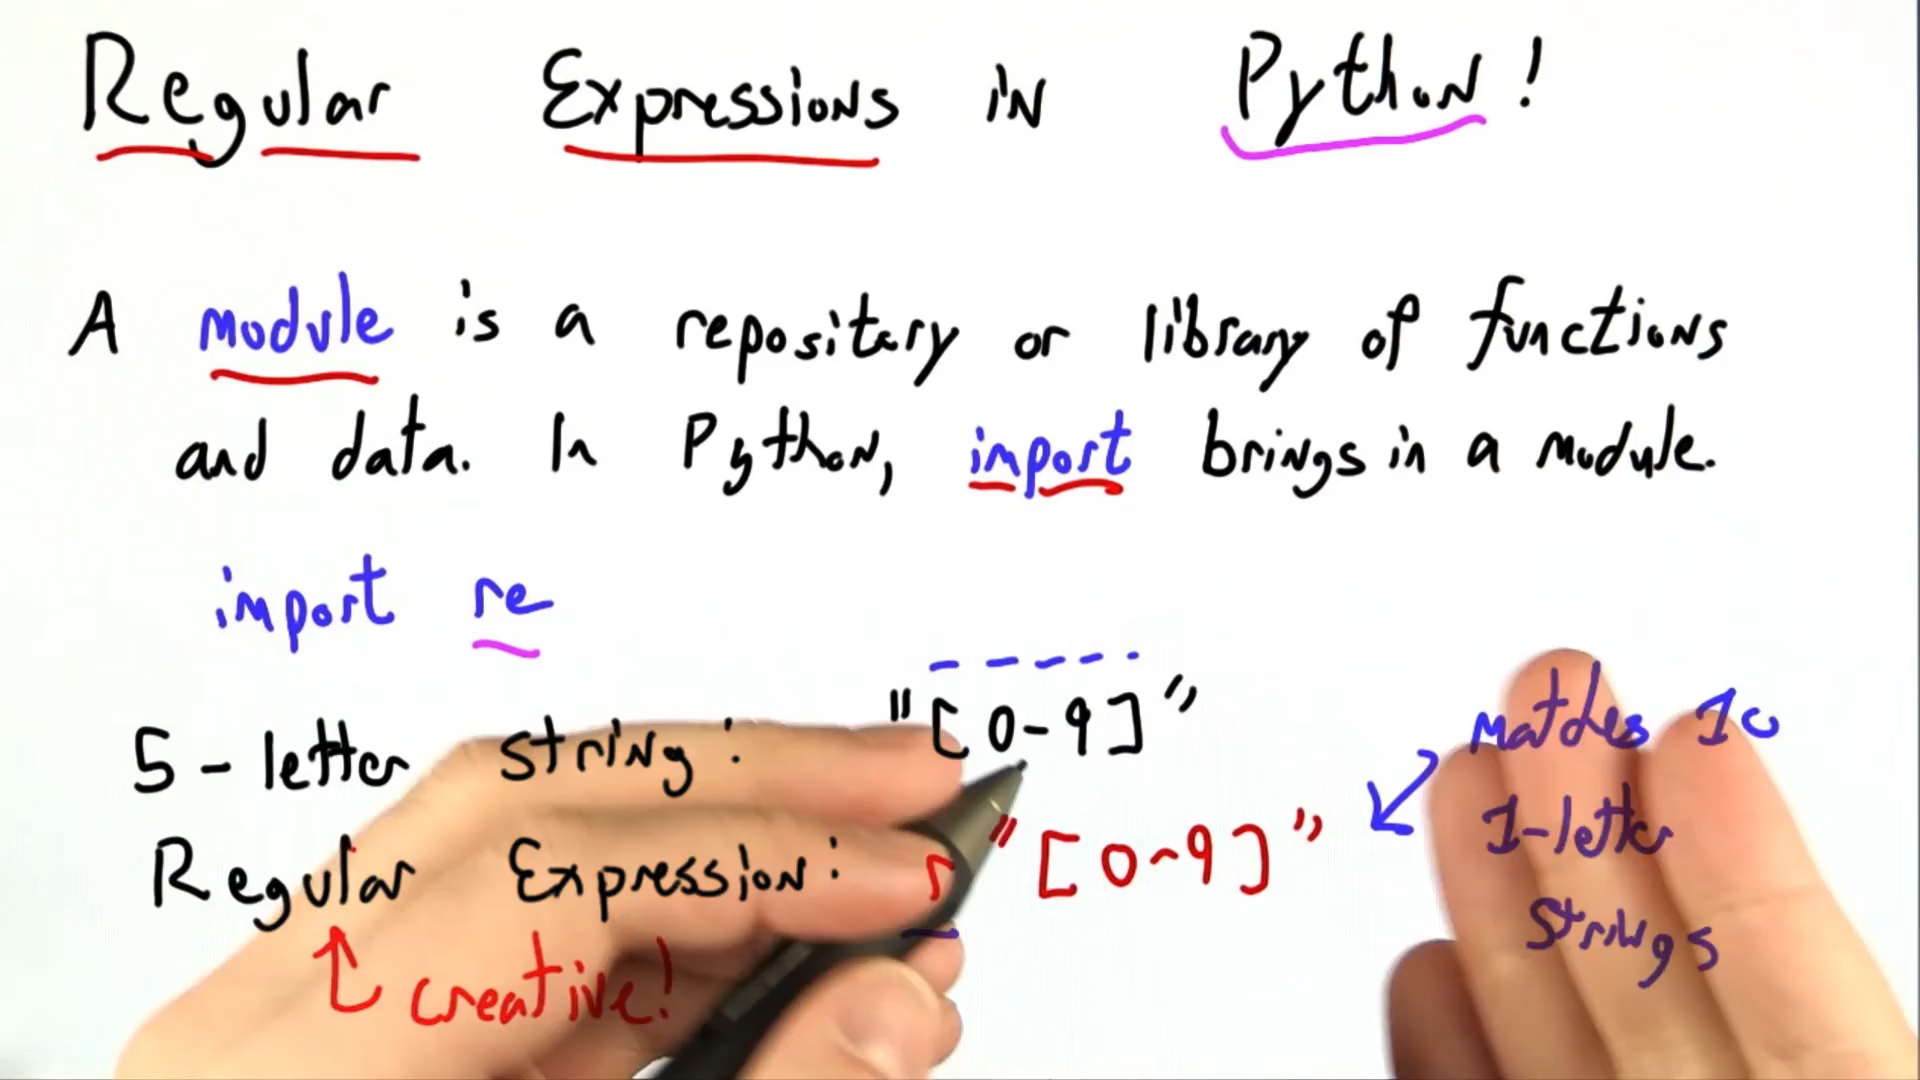 Regular Expressions in Python!
A module is a repository or library of functions
and data. In Python, import brings in a module.
import re
5-letter string: "[0-9]"
Regular Expression: r"[0-9]"
creative!
Matches 10
1-letter
Strings